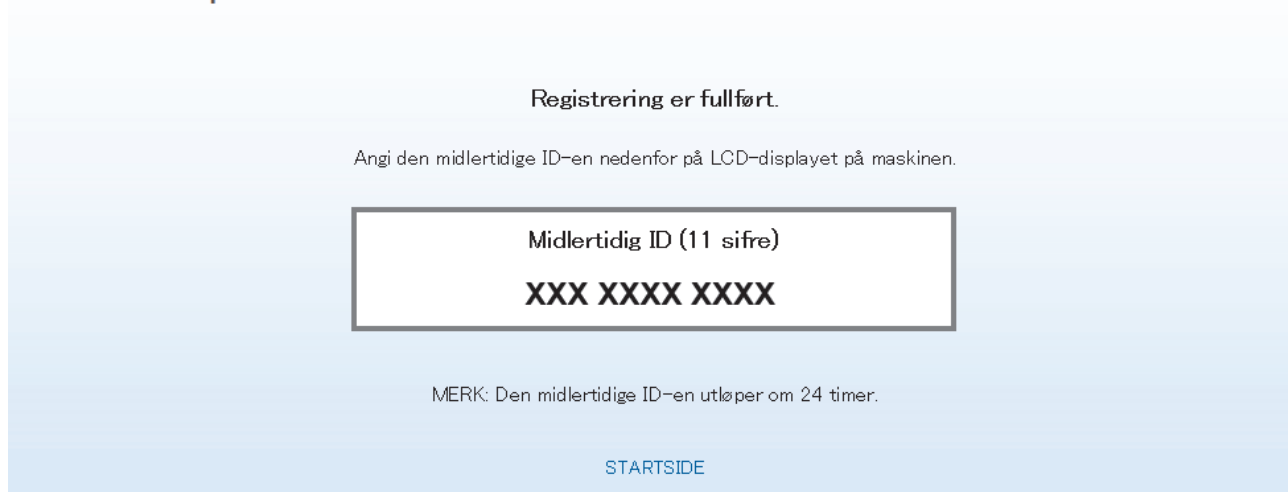 Registrering er fullført.
Angi den midlertidige ID-en nedenfor på LCD-displayet på maskinen.
Midlertidig ID (11 sifre)
XXX XXXX XXXX
MERK: Den midlertidige ID-en utløper om 24 timer.
STARTSIDE